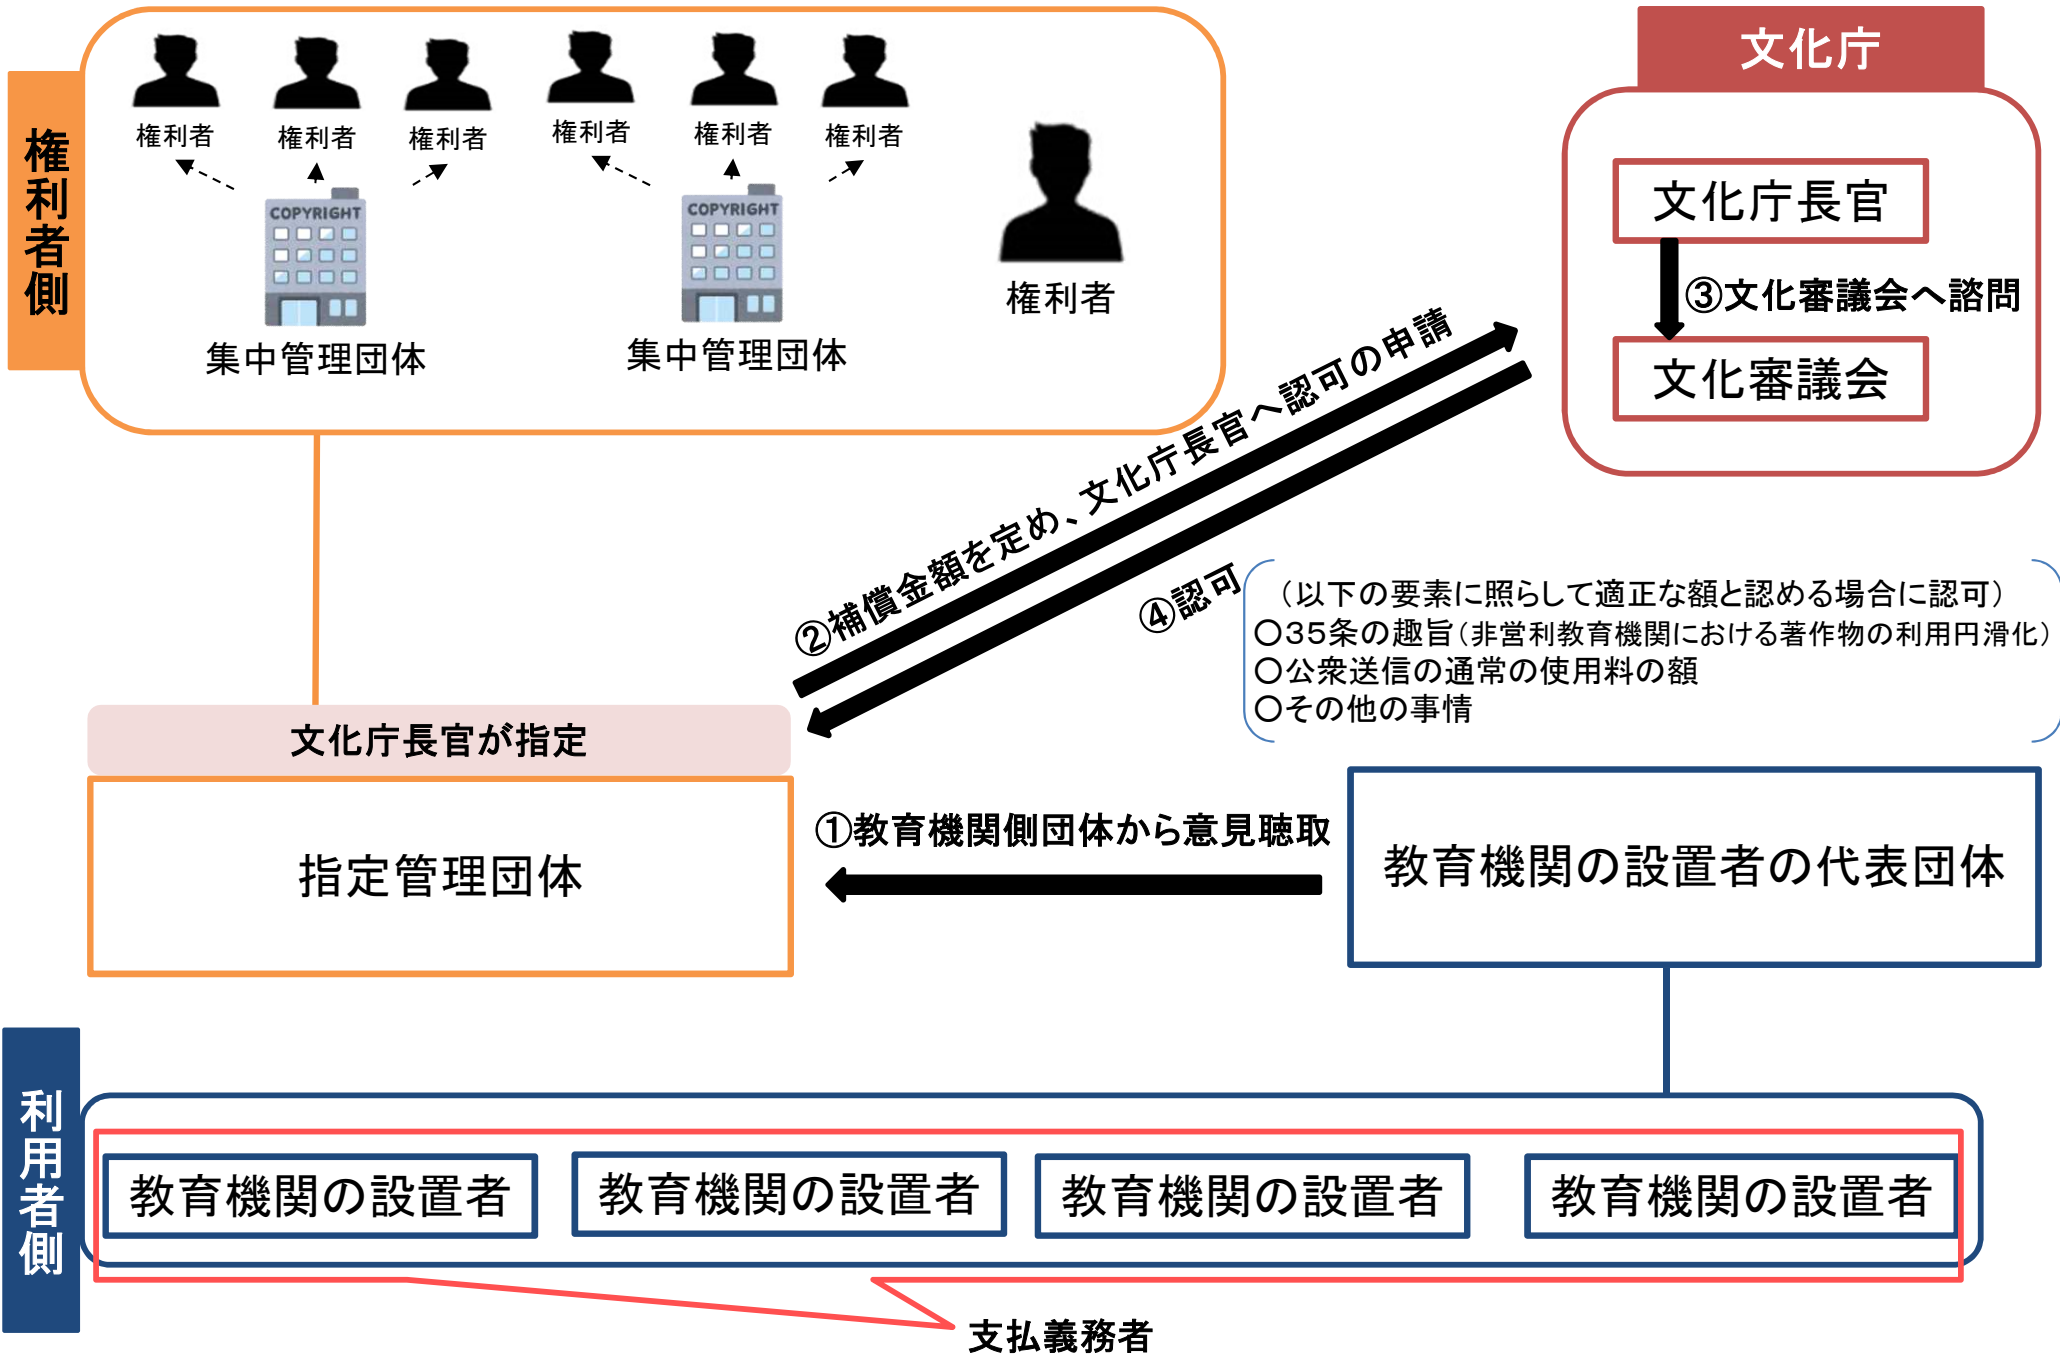 権利者側
権利者
権利者
権利者
権利者
権利者
権利者
COPYRIGHT
COPYRIGHT
集中管理団体
集中管理団体
権利者
文化庁
文化庁長官
③文化審議会へ諮問
文化審議会
②補償金額を定め、文化庁長官へ認可の申請
④認可
（以下の要素に照らして適正な額と認める場合に認可）
○35条の趣旨（非営利教育機関における著作物の利用円滑化）
○公衆送信の通常の使用料の額
○その他の事情
文化庁長官が指定
指定管理団体
①教育機関側団体から意見聴取
教育機関の設置者の代表団体
利用者側
教育機関の設置者
教育機関の設置者
教育機関の設置者
教育機関の設置者
支払義務者